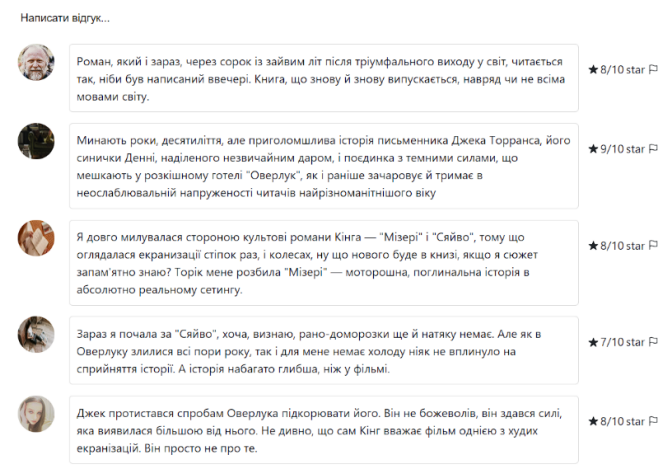 Написати відгук...
Роман, який і зараз, через сорок із зайвим літ після тріумфального виходу у світ, читається
так, ніби був написаний ввечері. Книга, що знову й знову випускається, навряд чи не всіма
мовами світу.
8/10 star
Минають роки, десятиліття, але приголомшлива історія письменника Джека Торранса, його
синички Денні, наділеного незвичайним даром, і поєдинка з темними силами, що
мешкають у розкішному готелі "Оверлук", як і раніше зачаровує й тримає в
неослаблювальній напруженості читачів найрізноманітнішого віку
9/10 star
Я довго милувалася стороною культові романи Кінга — "Мізері" і "Сяйво", тому що
оглядалася екранизації стіпок раз, і колесах, ну що нового буде в книзі, якщо я сюжет
запам'ятно знаю? Торік мене розбила "Мізері" — моторошна, поглинальна історія в
абсолютно реальному сетингу.
8/10 star
Зараз я почала за "Сяйво", хоча, визнаю, рано-доморозки ще й натяку немає. Але як в
Оверлуку злилися всі пори року, так і для мене немає холоду ніяк не вплинуло на
сприйняття історії. А історія набагато глибша, ніж у фільмі.
7/10 star
Джек протистався спробам Оверлука підкорювати його. Він не божеволів, він здався силі,
яка виявилася більшою від нього. Не дивно, що сам Кінг вважає фільм однією з худих
екранізацій. Він просто не про те.
8/10 star